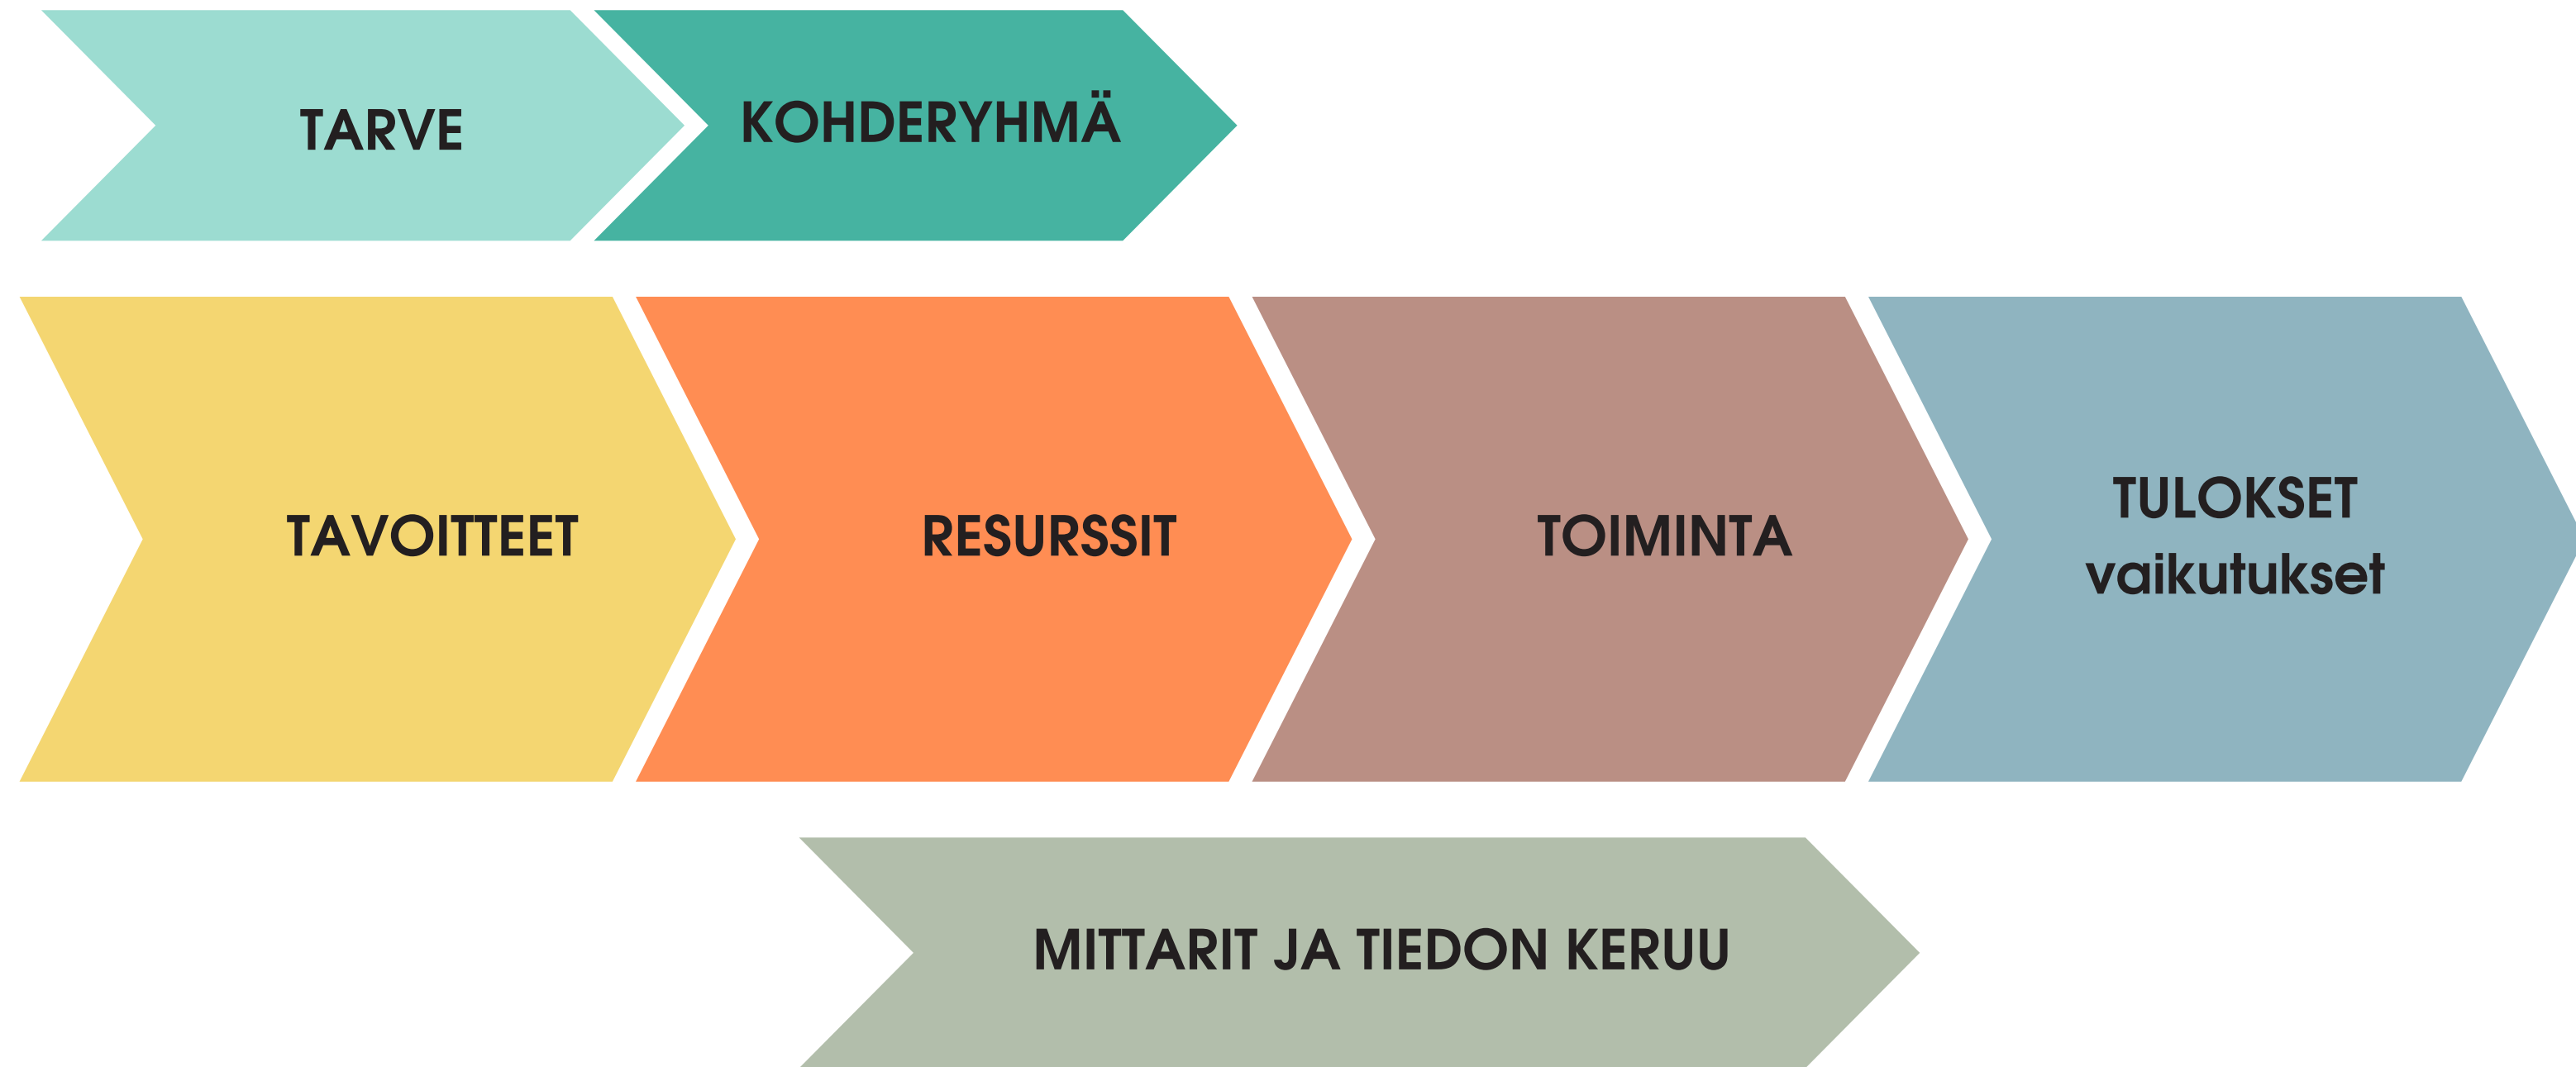 TARVE
KOHDERYHMÄ
TAVOITTEET
RESURSSIT
TOIMINTA
TULOKSET
vaikutukset
MITTARIT JA TIEDON KERUU